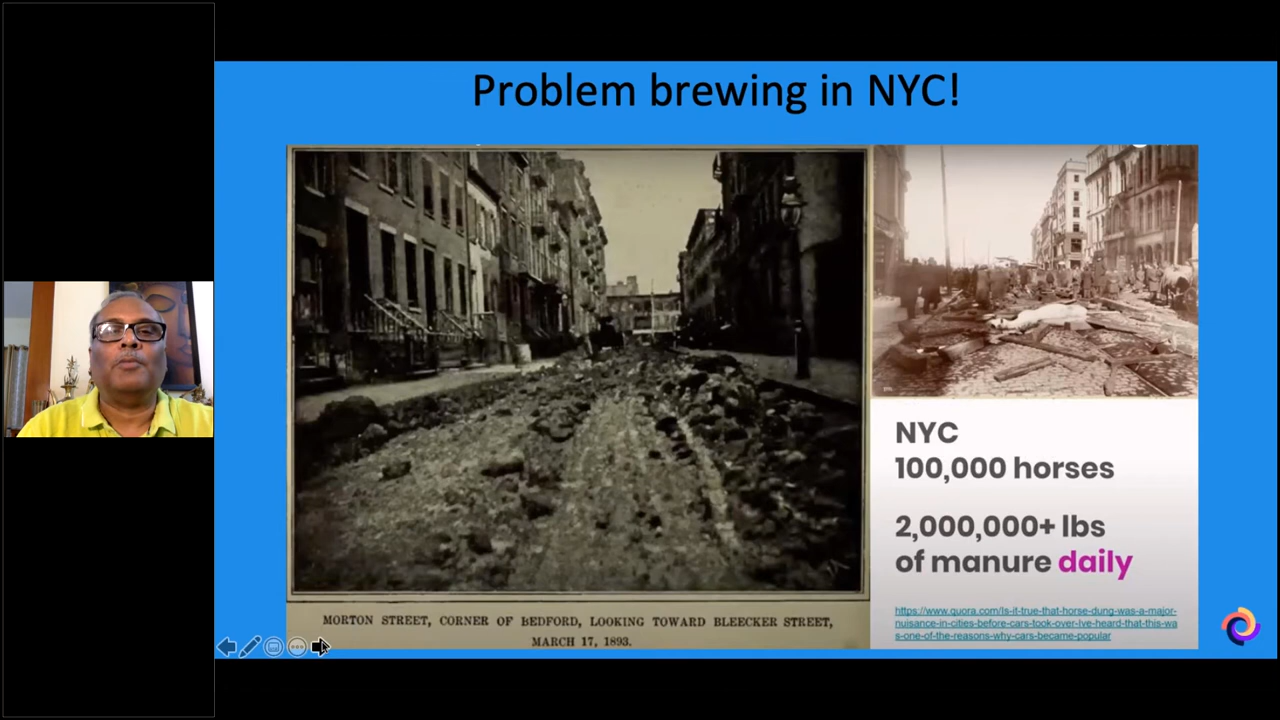 Problem brewing in NYC!
MORTON STREET, CORNER OF BEDFORD, LOOKING TOWARD BLEECKER STREET,
MARCH 17, 1893.
NYC
100,000 horses
2,000,000+ lbs
of manure daily
https://www.quora.com/Is-it-true-that-horse-dung-was-a-major-
nuisance-in-cities-before-cars-took-over-Ive-heard-that-this-wa
s-one-of-the-reasons-why-cars-became-popular